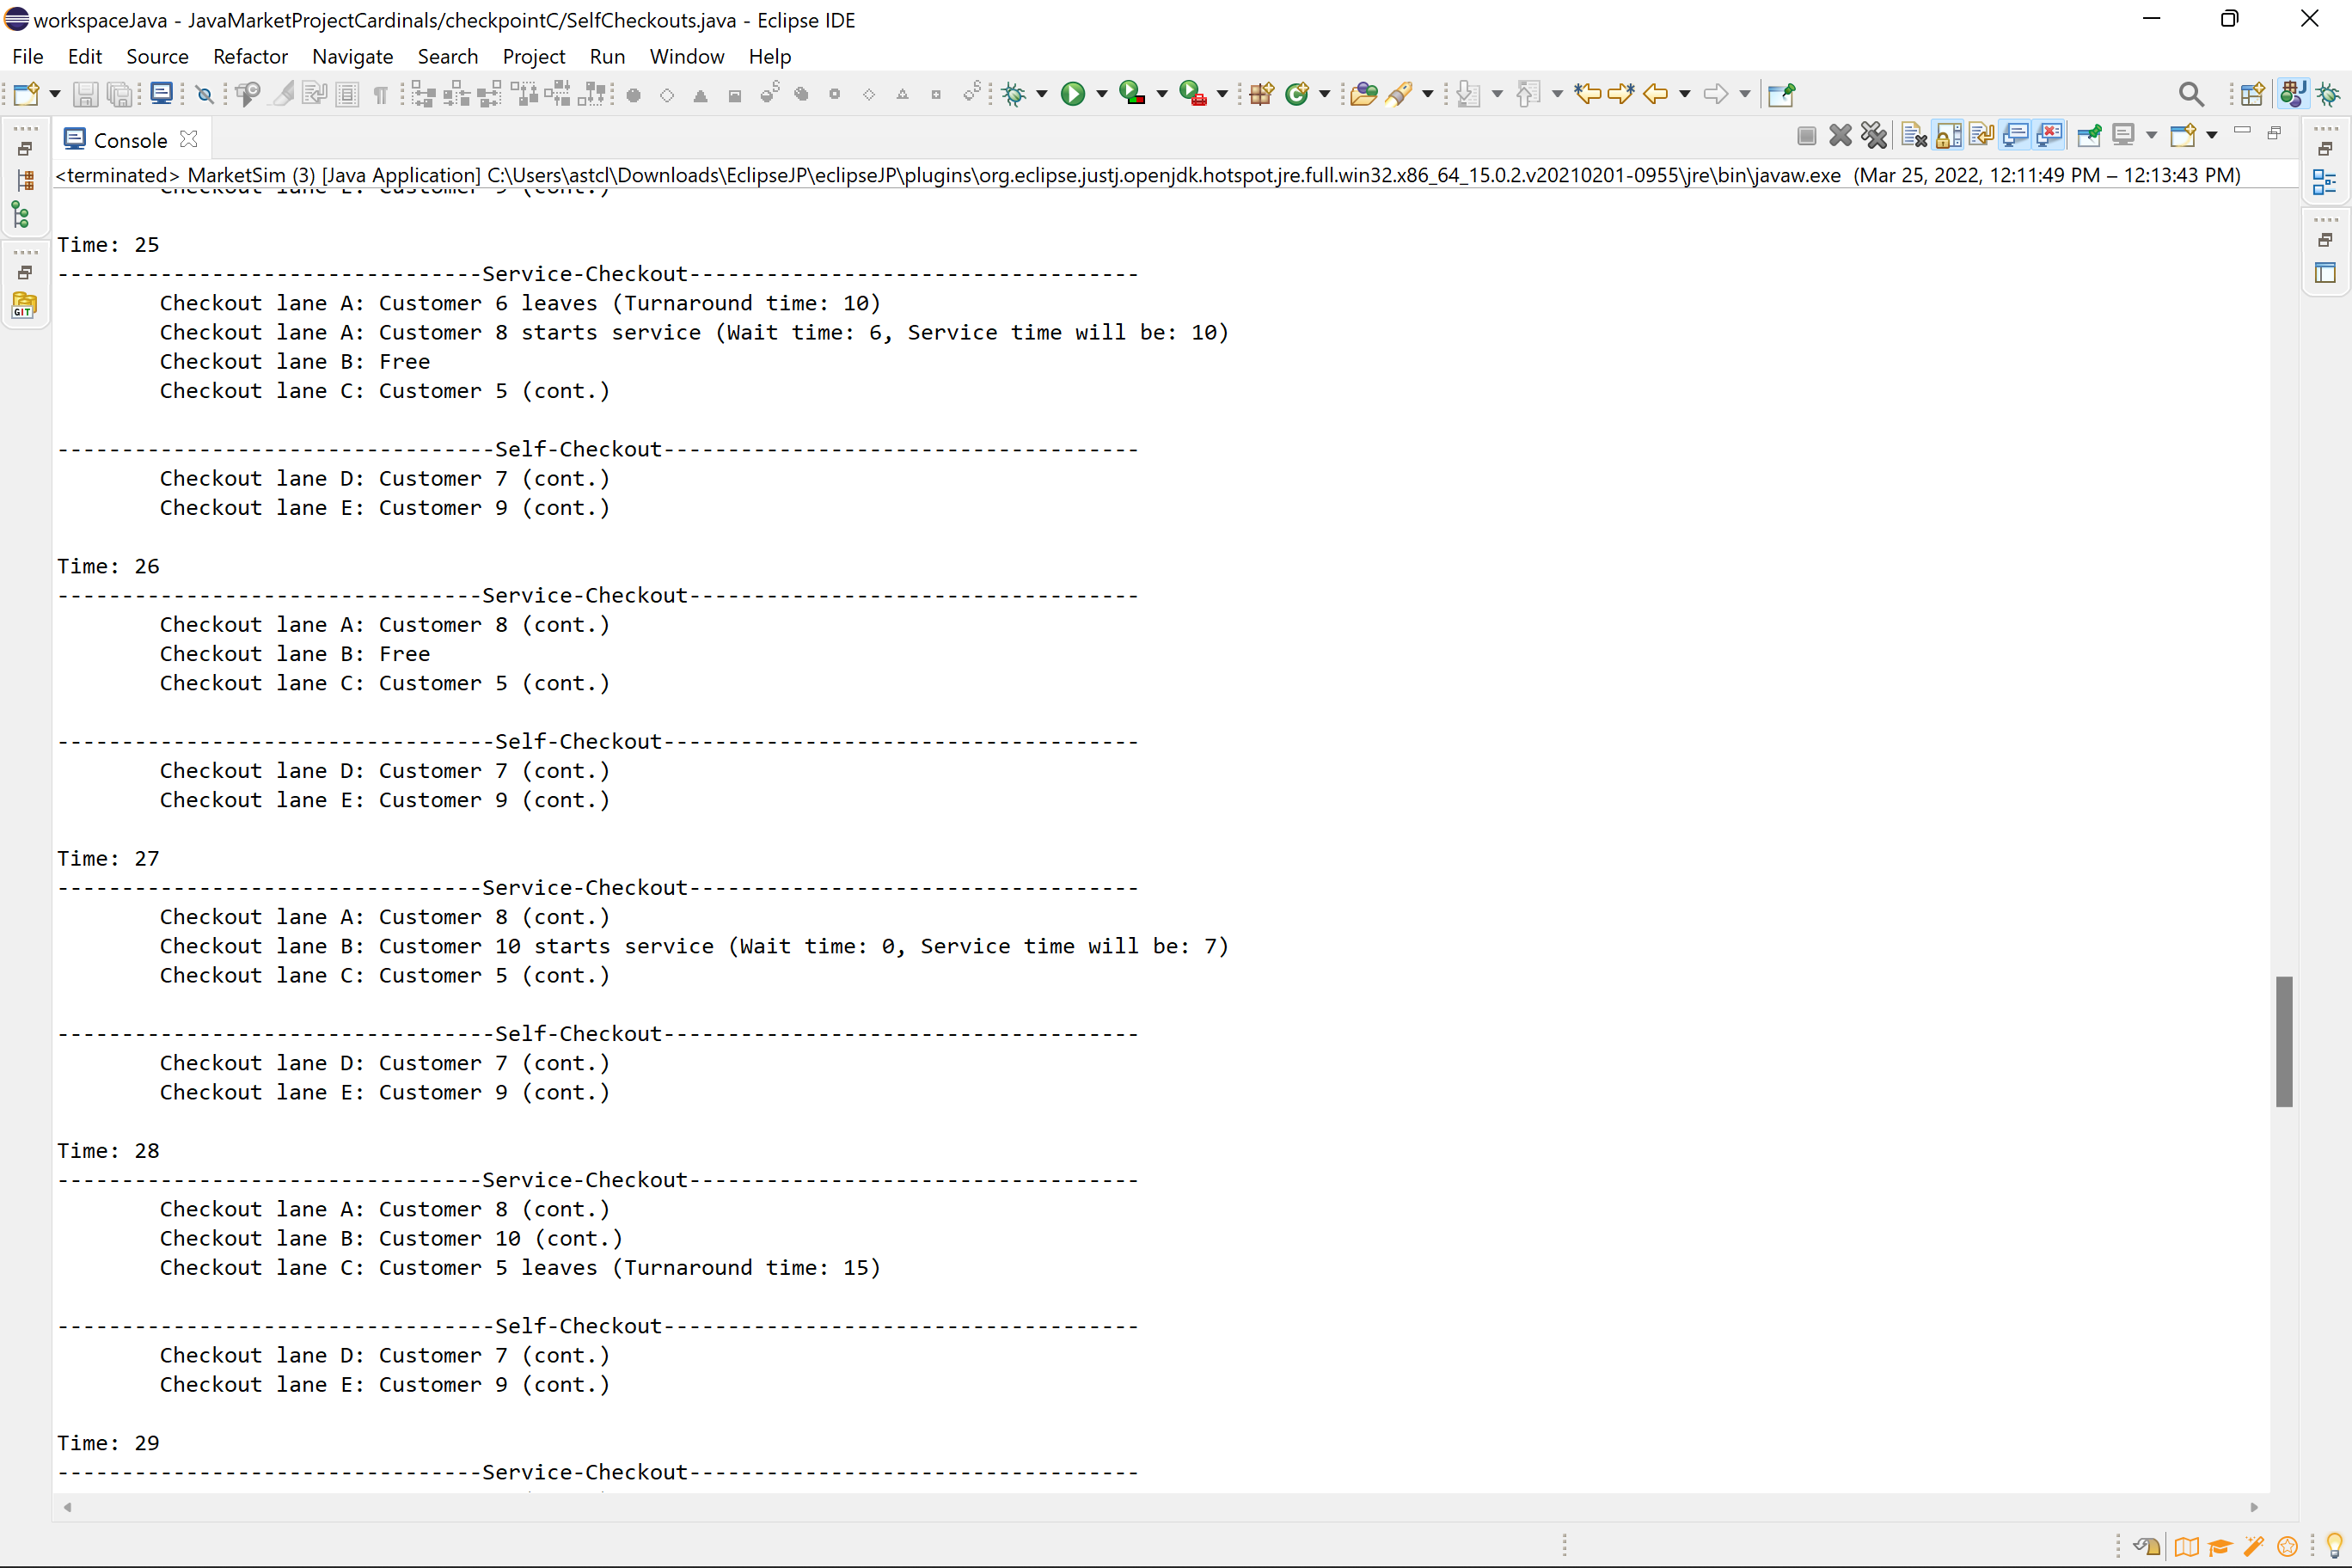 workspaceJava - JavaMarketProjectCardinals/checkpointC/SelfCheckouts.java - Eclipse IDE
File Edit Source Refactor Navigate Search Project Run Window Help
Console
<terminated> MarketSim (3) [Java Application] C:\Users\astcl\Downloads\EclipseJP\eclipseJP\plugins\org.eclipse.justj.openjdk.hotspot.jre.full.win32.x86_64_15.0.2.v20210201-0955\jre\bin\javaw.exe (Mar 25, 2022, 12:11:49 PM – 12:13:43 PM)
Checkout lane E: Customer 9 (cont.)
Time: 25
---------------------------------Service-Checkout-----------------------------------
Checkout lane A: Customer 6 leaves (Turnaround time: 10)
Checkout lane A: Customer 8 starts service (Wait time: 6, Service time will be: 10)
Checkout lane B: Free
Checkout lane C: Customer 5 (cont.)
----------------------------------Self-Checkout-------------------------------------
Checkout lane D: Customer 7 (cont.)
Checkout lane E: Customer 9 (cont.)
Time: 26
---------------------------------Service-Checkout-----------------------------------
Checkout lane A: Customer 8 (cont.)
Checkout lane B: Free
Checkout lane C: Customer 5 (cont.)
----------------------------------Self-Checkout-------------------------------------
Checkout lane D: Customer 7 (cont.)
Checkout lane E: Customer 9 (cont.)
Time: 27
---------------------------------Service-Checkout-----------------------------------
Checkout lane A: Customer 8 (cont.)
Checkout lane B: Customer 10 starts service (Wait time: 0, Service time will be: 7)
Checkout lane C: Customer 5 (cont.)
----------------------------------Self-Checkout-------------------------------------
Checkout lane D: Customer 7 (cont.)
Checkout lane E: Customer 9 (cont.)
Time: 28
---------------------------------Service-Checkout-----------------------------------
Checkout lane A: Customer 8 (cont.)
Checkout lane B: Customer 10 (cont.)
Checkout lane C: Customer 5 leaves (Turnaround time: 15)
----------------------------------Self-Checkout-------------------------------------
Checkout lane D: Customer 7 (cont.)
Checkout lane E: Customer 9 (cont.)
Time: 29
---------------------------------Service-Checkout-----------------------------------